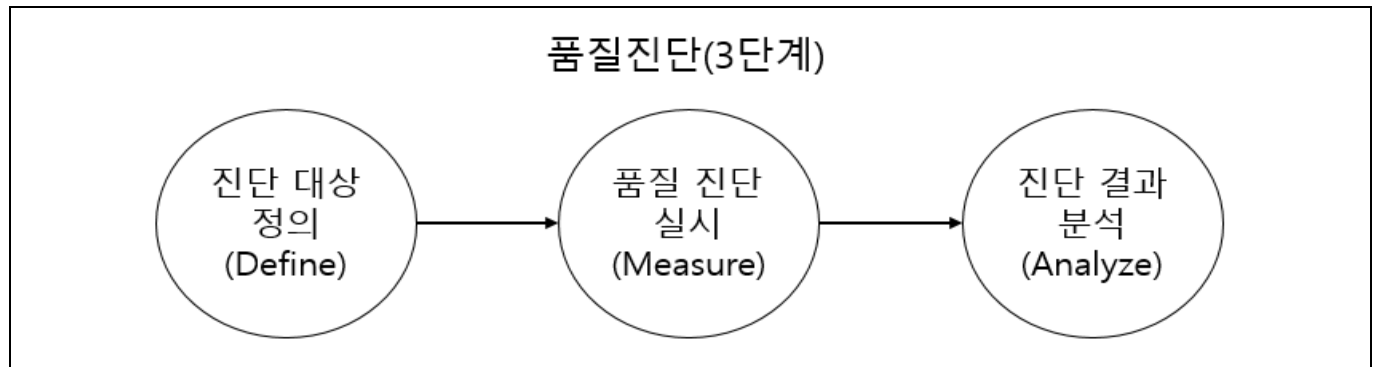 품질진단(3단계)
진단 대상
정의
(Define)
품질 진단
실시
(Measure)
진단 결과
분석
(Analyze)